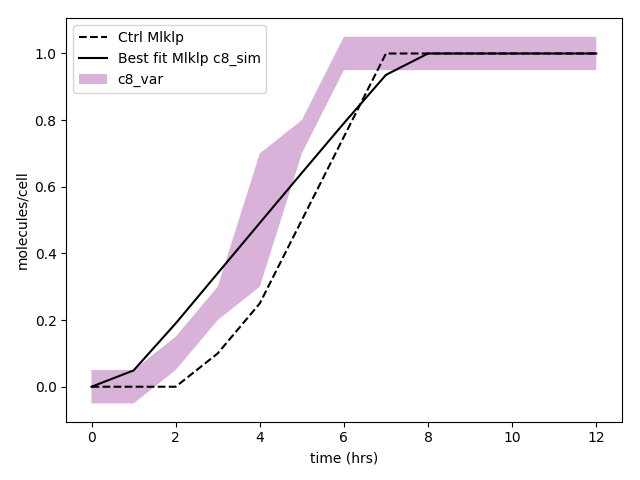 Ctrl Mlklp
Best fit Mlklp c8_sim
c8_var
1.0
0.8
0.6
0.4
0.2
0.0
molecules/cell
0 2 4 6 8 10 12
time (hrs)